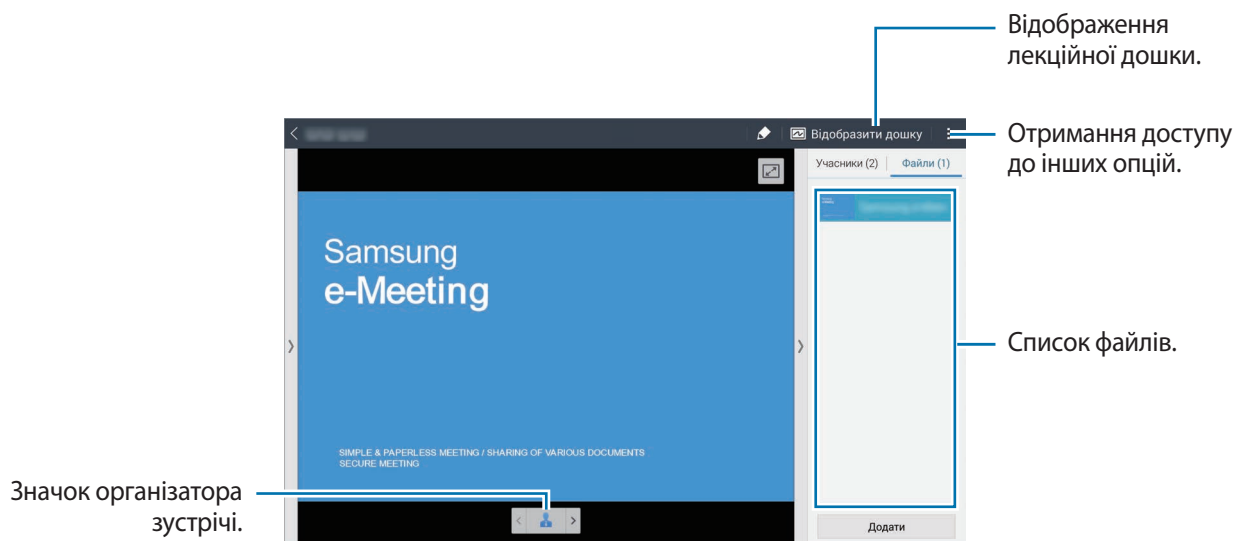 Відображення
лекційної дошки.
Відобразити дошку
Отримання доступу
до інших опцій.
Учасники (2)
Файли (1)
Samsung
e-Meeting
Список файлів.
SIMPLE & PAPERLESS MEETING / SHARING OF VARIOUS DOCUMENTS
SECURE MEETING
Значок організатора
зустрічі.
Додати